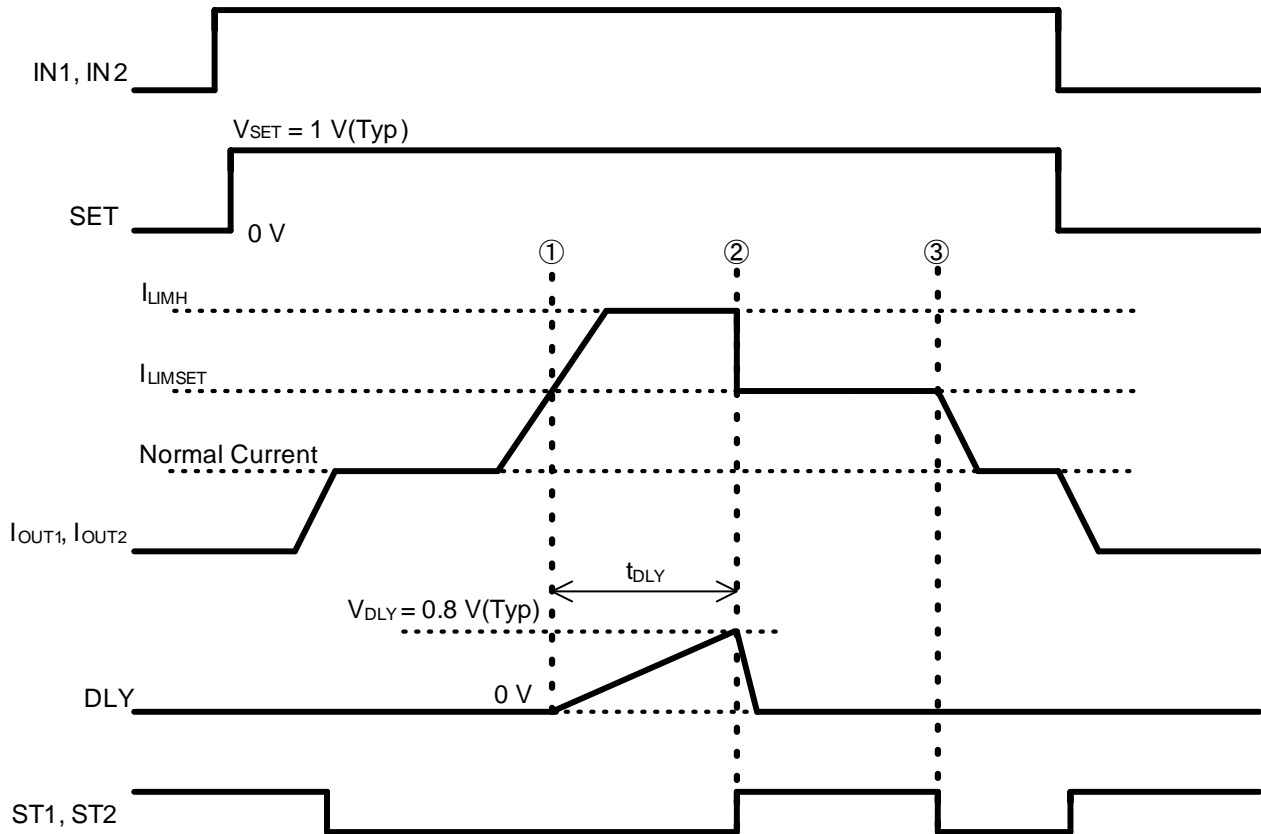 IN1, IN2
VSET = 1 V(Typ)
SET
0 V
① ② ③
ILIMH
ILIMSET
Normal Current
IOUT1, IOUT2
tDLY
VDLY = 0.8 V(Typ)
0 V
DLY
ST1, ST2